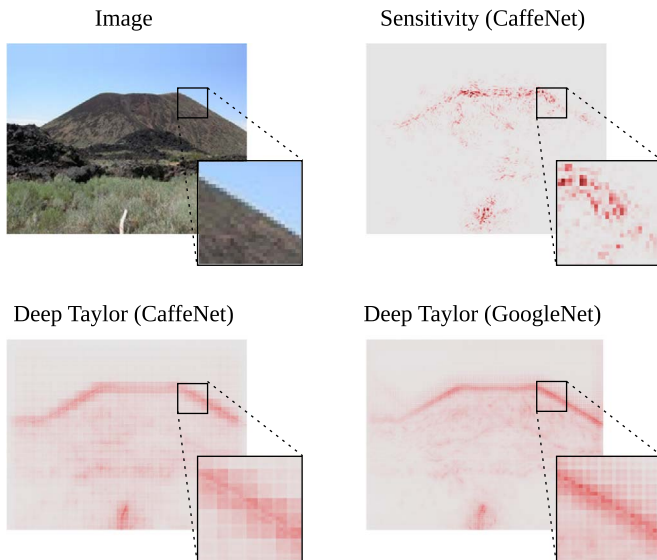 Image
Sensitivity (CaffeNet)
Deep Taylor (CaffeNet)
Deep Taylor (GoogleNet)